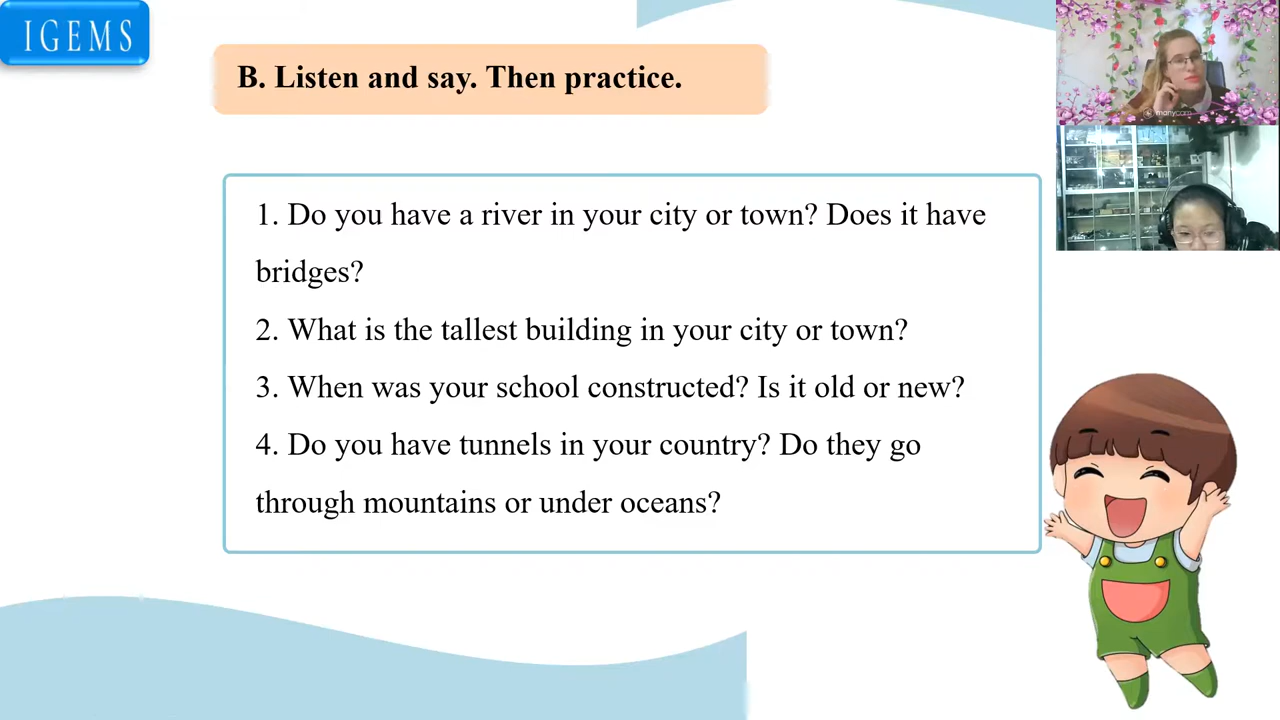 IGEMS
B. Listen and say. Then practice.
1. Do you have a river in your city or town? Does it have
bridges?
2. What is the tallest building in your city or town?
3. When was your school constructed? Is it old or new?
4. Do you have tunnels in your country? Do they go
through mountains or under oceans?
manycam